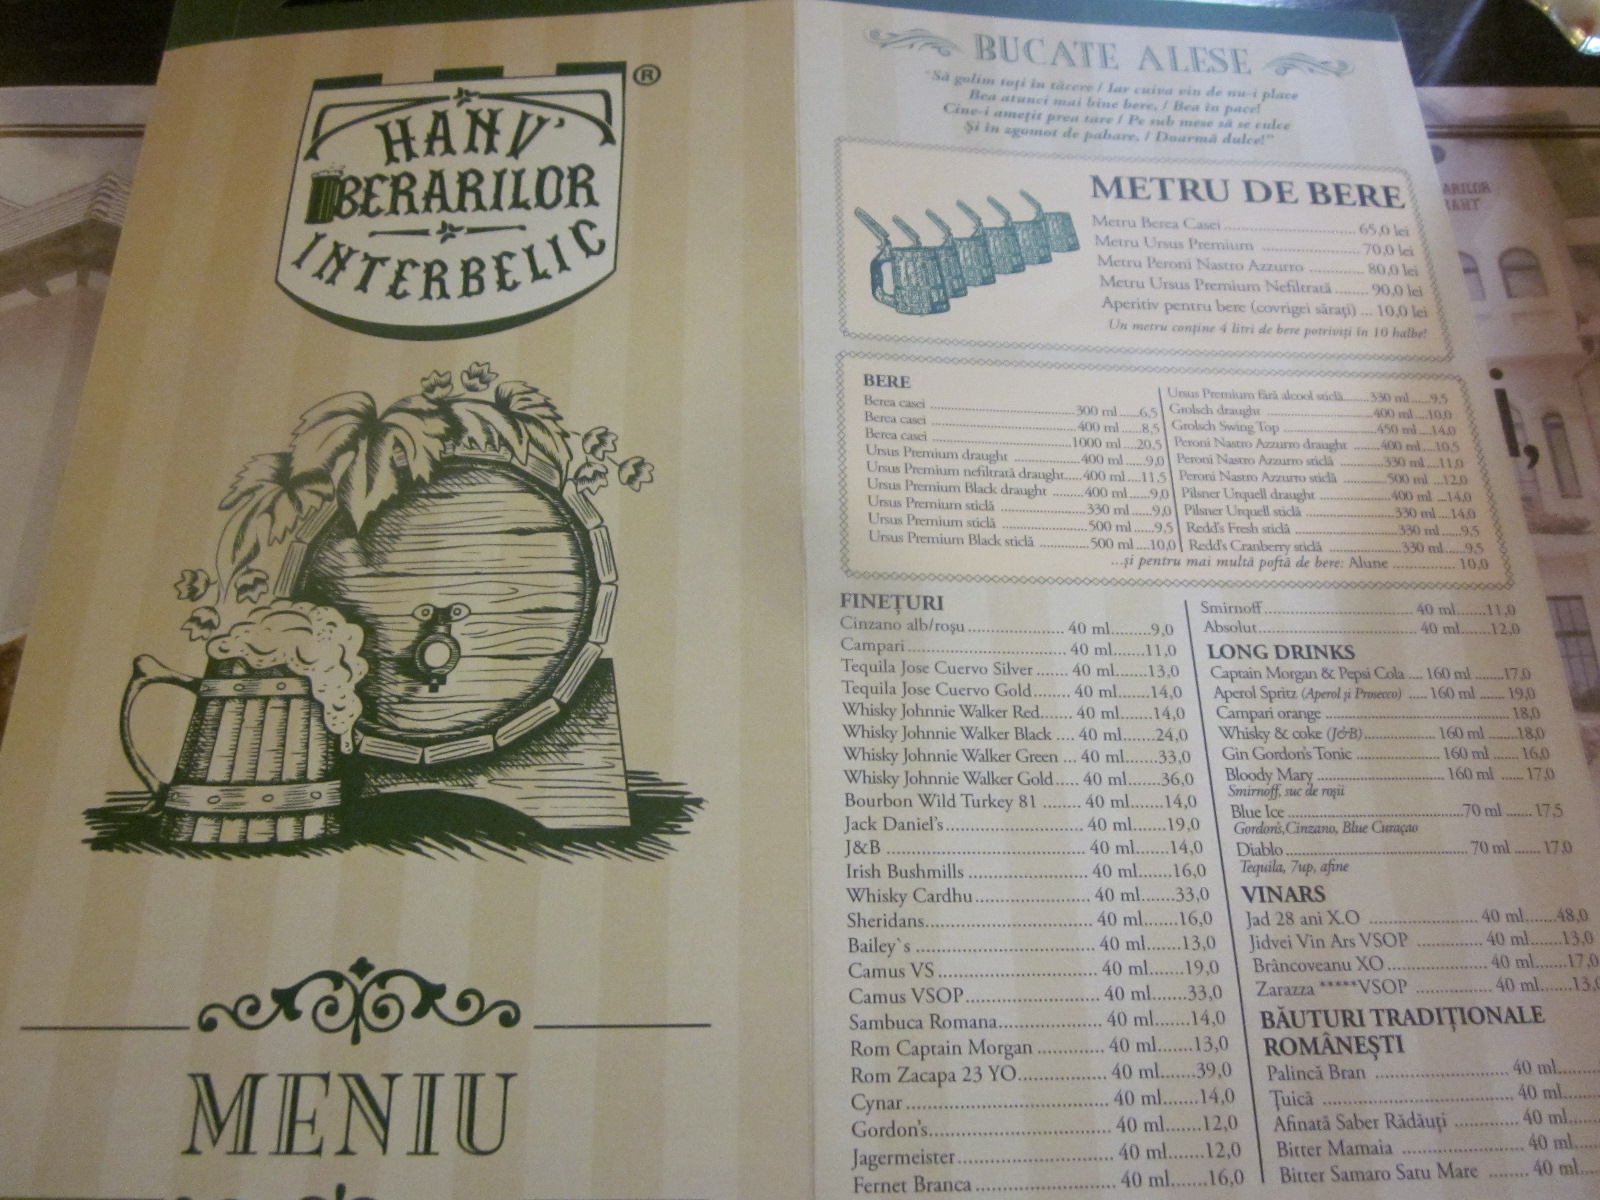 HANU'
BERARILOR
INTERBELIC
®
MENIU
BUCATE ALESE
"Să golim toți în tăcere / Iar cuiva vin de nu-i place
Bea atunci mai bine bere, / Bea în pace!
Cine-i amețit prea tare / Pe sub mese să se culce
Și în zgomot de pahare, / Doarmă dulce!"
METRU DE BERE
Metru Berea Casei 65,0 lei
Metru Ursus Premium 70,0 lei
Metru Peroni Nastro Azzurro 80,0 lei
Metru Ursus Premium Nefiltrată 90,0 lei
Aperitiv pentru bere (covrigei sărați) ... 10,0 lei
Un metru conține 4 litri de bere potriviți în 10 halbe!
BERE
Berea casei 300 ml 6,5
Berea casei 400 ml 8,5
Berea casei 1000 ml 20,5
Ursus Premium draught 400 ml 9,0
Ursus Premium nefiltrată draught 400 ml 11,5
Ursus Premium Black draught 400 ml 9,0
Ursus Premium sticlă 330 ml 9,0
Ursus Premium sticlă 500 ml 9,5
Ursus Premium Black sticlă 500 ml 10,0
Ursus Premium fără alcool sticlă 330 ml 9,5
Grolsch draught 400 ml 10,0
Grolsch Swing Top 450 ml 14,0
Peroni Nastro Azzurro draught 400 ml 10,5
Peroni Nastro Azzurro sticlă 330 ml 11,0
Peroni Nastro Azzurro sticlă 500 ml 12,0
Pilsner Urquell draught 400 ml 14,0
Pilsner Urquell sticlă 330 ml 14,0
Redd's Fresh sticlă 330 ml 9,5
Redd's Cranberry sticlă 330 ml 9,5
...și pentru mai multă poftă de bere: Alune 10,0
FINEȚURI
Cinzano alb/roșu 40 ml 9,0
Campari 40 ml 11,0
Tequila Jose Cuervo Silver 40 ml 13,0
Tequila Jose Cuervo Gold 40 ml 14,0
Whisky Johnnie Walker Red 40 ml 14,0
Whisky Johnnie Walker Black 40 ml 24,0
Whisky Johnnie Walker Green 40 ml 33,0
Whisky Johnnie Walker Gold 40 ml 36,0
Bourbon Wild Turkey 81 40 ml 14,0
Jack Daniel's 40 ml 19,0
J&B 40 ml 14,0
Irish Bushmills 40 ml 16,0
Whisky Cardhu 40 ml 33,0
Sheridans 40 ml 16,0
Bailey`s 40 ml 13,0
Camus VS 40 ml 19,0
Camus VSOP 40 ml 33,0
Sambuca Romana 40 ml 14,0
Rom Captain Morgan 40 ml 13,0
Rom Zacapa 23 YO 40 ml 39,0
Cynar 40 ml 14,0
Gordon's 40 ml 12,0
Jagermeister 40 ml 12,0
Fernet Branca 40 ml 16,0
Smirnoff 40 ml 11,0
Absolut 40 ml 12,0
LONG DRINKS
Captain Morgan & Pepsi Cola 160 ml 17,0
Aperol Spritz (Aperol și Prosecco) 160 ml 19,0
Campari orange 18,0
Whisky & coke (J&B) 160 ml 18,0
Gin Gordon's Tonic 160 ml 16,0
Bloody Mary 160 ml 17,0
Smirnoff, suc de roșii
Blue Ice 70 ml 17,5
Gordon's, Cinzano, Blue Curaçao
Diablo 70 ml 17,0
Tequila, 7up, afine
VINARS
Jad 28 ani X.O 40 ml 48,0
Jidvei Vin Ars VSOP 40 ml 13,0
Brâncoveanu XO 40 ml 17,0
Zarazza *****VSOP 40 ml 13,0
BĂUTURI TRADIȚIONALE
ROMÂNEȘTI
Palincă Bran 40 ml
Țuică 40 ml
Afinată Saber Rădăuți 40 ml
Bitter Mamaia 40 ml
Bitter Samaro Satu Mare 40 ml